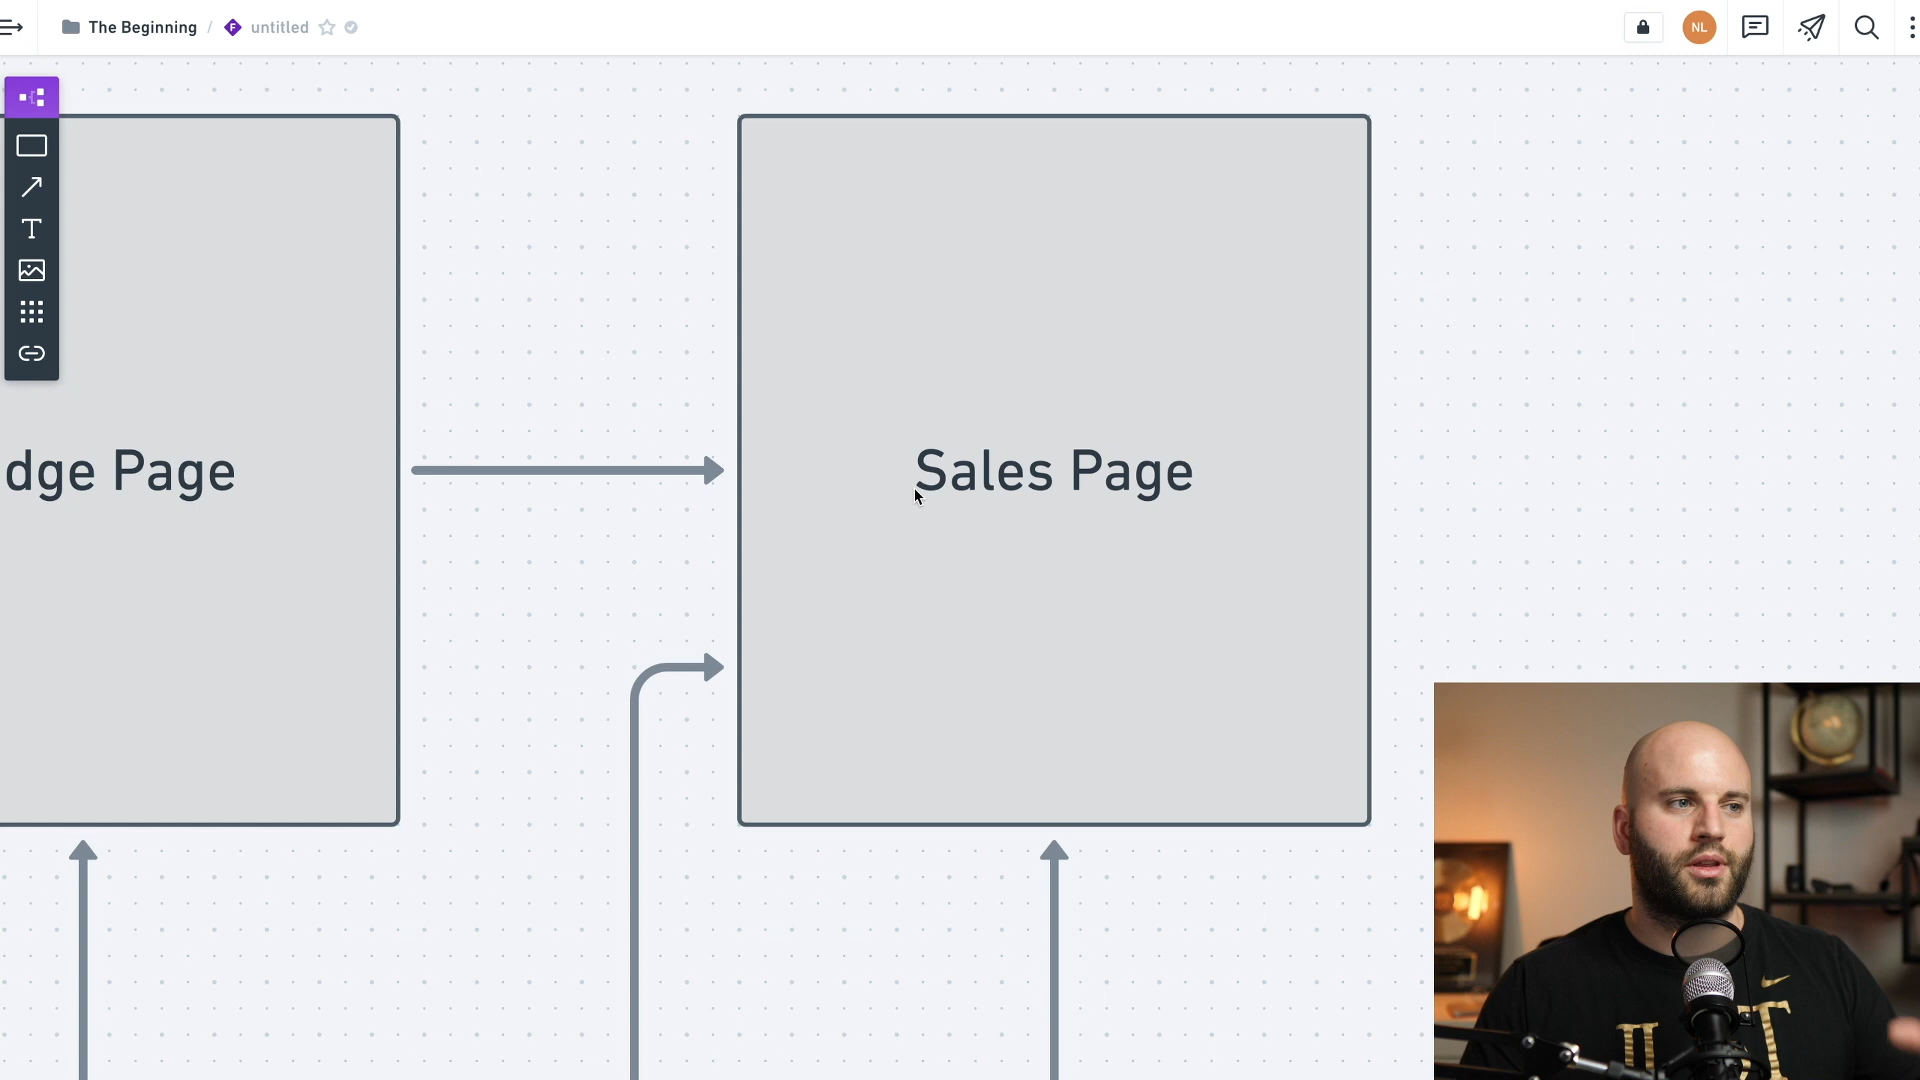 The Beginning / untitled
NL
T
dge Page
Sales Page